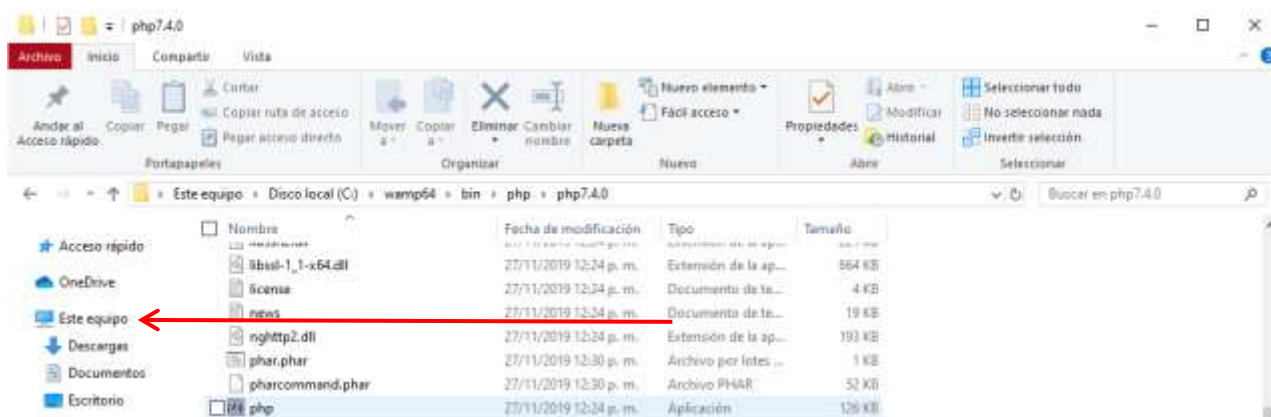 php7.4.0
Archivo Inicio Compartir Vista
Anclar al Acceso rápido
Copiar
Pegar
Cortar
Copiar ruta de acceso
Pegar acceso directo
Portapapeles
Mover a
Copiar a
Eliminar
Cambiar nombre
Organizar
Nueva carpeta
Nuevo elemento
Fácil acceso
Nuevo
Propiedades
Abrir
Modificar
Historial
Abrir
Seleccionar todo
No seleccionar nada
Invertir selección
Seleccionar
Este equipo Disco local (C:) wamp64 bin php php7.4.0
Buscar en php7.4.0
Acceso rápido
OneDrive
Este equipo
Descargas
Documentos
Escritorio
Nombre Fecha de modificación Tipo Tamaño
libssl-1_1-x64.dll 27/11/2019 12:24 p. m. Extensión de la ap... 664 KB
license 27/11/2019 12:24 p. m. Documento de te... 4 KB
news 27/11/2019 12:24 p. m. Documento de te... 19 KB
nghttp2.dll 27/11/2019 12:24 p. m. Extensión de la ap... 193 KB
phar.phar 27/11/2019 12:30 p. m. Archivo por lotes ... 1 KB
pharcommand.phar 27/11/2019 12:30 p. m. Archivo PHAR 52 KB
php 27/11/2019 12:24 p. m. Aplicación 126 KB